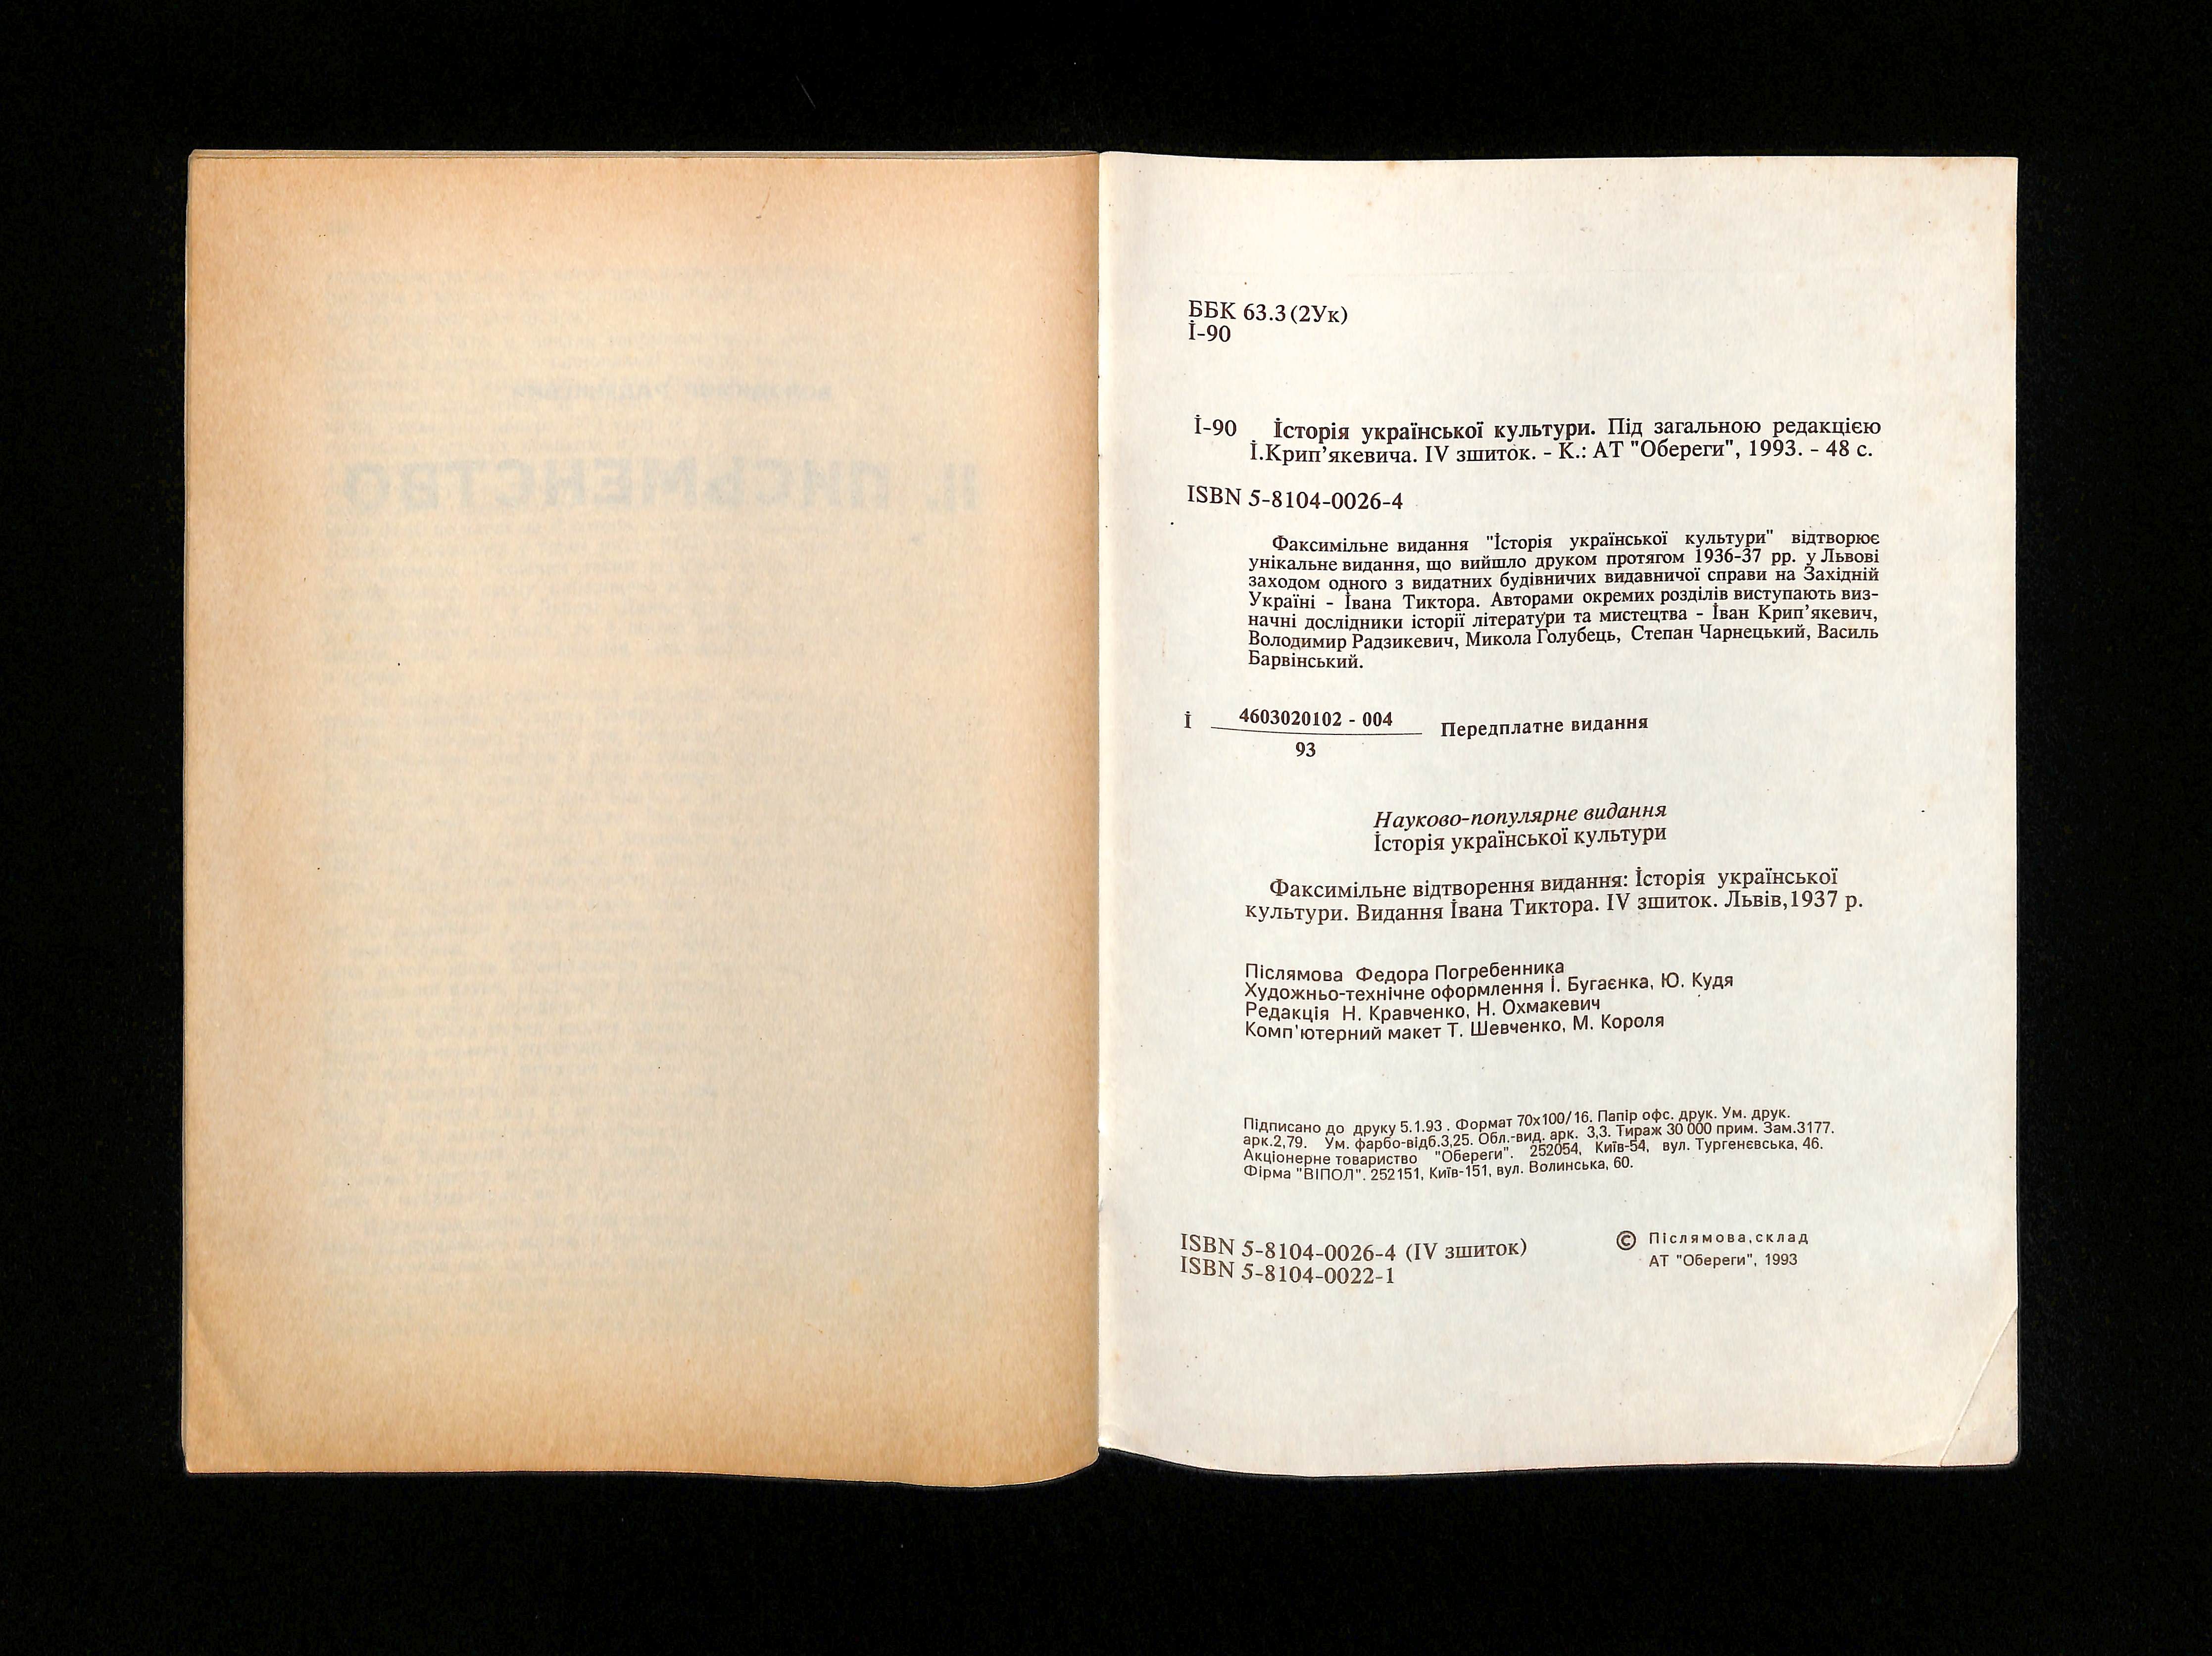 ББК 63.3(2Ук)
І-90
І-90 Історія української культури. Під загальною редакцією
І.Крип’якевича. IV зшиток. - К.: АТ "Обереги", 1993. - 48 с.
ISBN 5-8104-0026-4
Факсимільне видання "Історія української культури" відтворює
унікальне видання, що вийшло друком протягом 1936-37 рр. у Львові
заходом одного з видатних будівничих видавничої справи на Західній
Україні - Івана Тиктора. Авторами окремих розділів виступають виз-
начні дослідники історії літератури та мистецтва - Іван Крип’якевич,
Володимир Радзикевич, Микола Голубець, Степан Чарнецький, Василь
Барвінський.
І 4603020102 - 004 Передплатне видання
93
Науково-популярне видання
Історія української культури
Факсимільне відтворення видання: Історія української
культури. Видання Івана Тиктора. IV зшиток. Львів,1937 р.
Післямова Федора Погребенника
Художньо-технічне оформлення І. Бугаєнка, Ю. Кудя
Редакція Н. Кравченко, Н. Охмакевич
Комп'ютерний макет Т. Шевченко, М. Короля
Підписано до друку 5.1.93 . Формат 70х100/16. Папір офс. друк. Ум. друк.
арк.2,79. Ум. фарбо-відб.3,25. Обл.-вид. арк. 3,3. Тираж 30 000 прим. Зам.3177.
Акціонерне товариство "Обереги". 252054, Київ-54, вул. Тургенєвська, 46.
Фірма "ВІПОЛ". 252151, Київ-151, вул. Волинська, 60.
ISBN 5-8104-0026-4 (IV зшиток)
ISBN 5-8104-0022-1
© Післямова,склад
АТ "Обереги", 1993